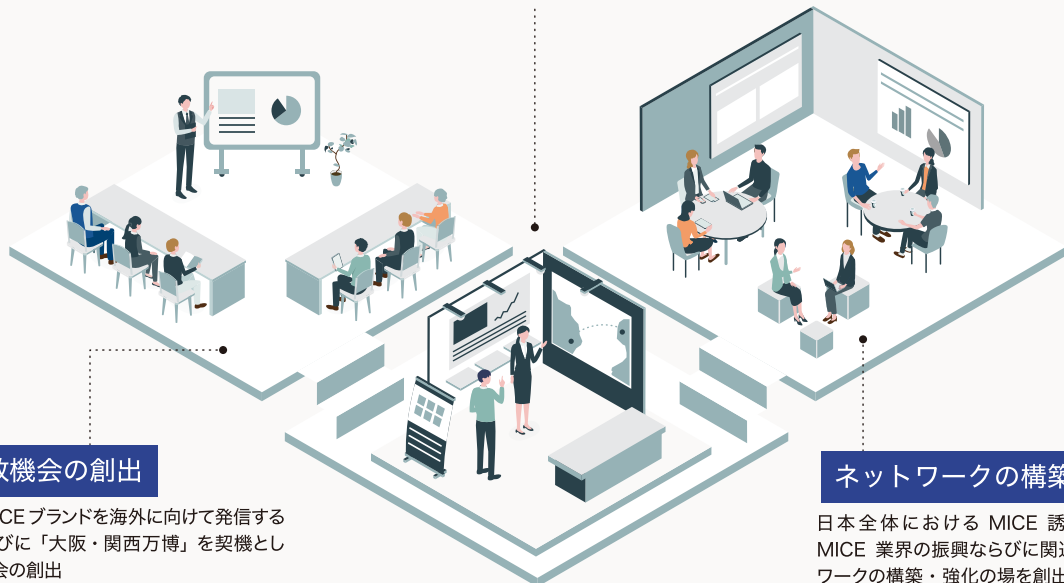 機会の創出
CEブランドを海外に向けて発信する
びに「大阪・関西万博」を契機とし
会の創出
ネットワークの構築
日本全体における MICE 誘
MICE 業界の振興ならびに関連
ワークの構築・強化の場を創出